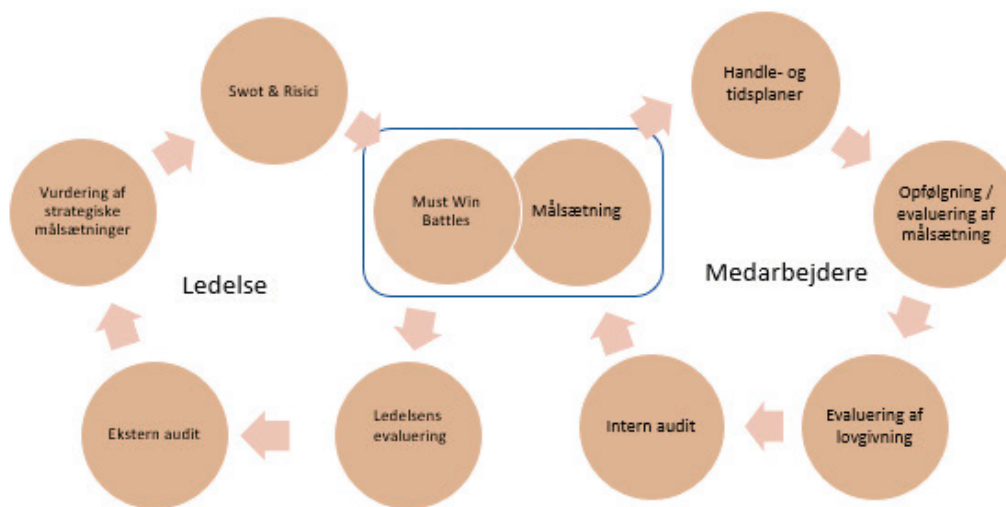 Swot & Risici
Vurdering af
strategiske
målsætninger
Ledelse
Ekstern audit
Ledelsens
evaluering
Must Win
Battles
Målsætning
Handle- og
tidsplaner
Opfølgning /
evaluering af
målsætning
Medarbejdere
Evaluering af
lovgivning
Intern audit